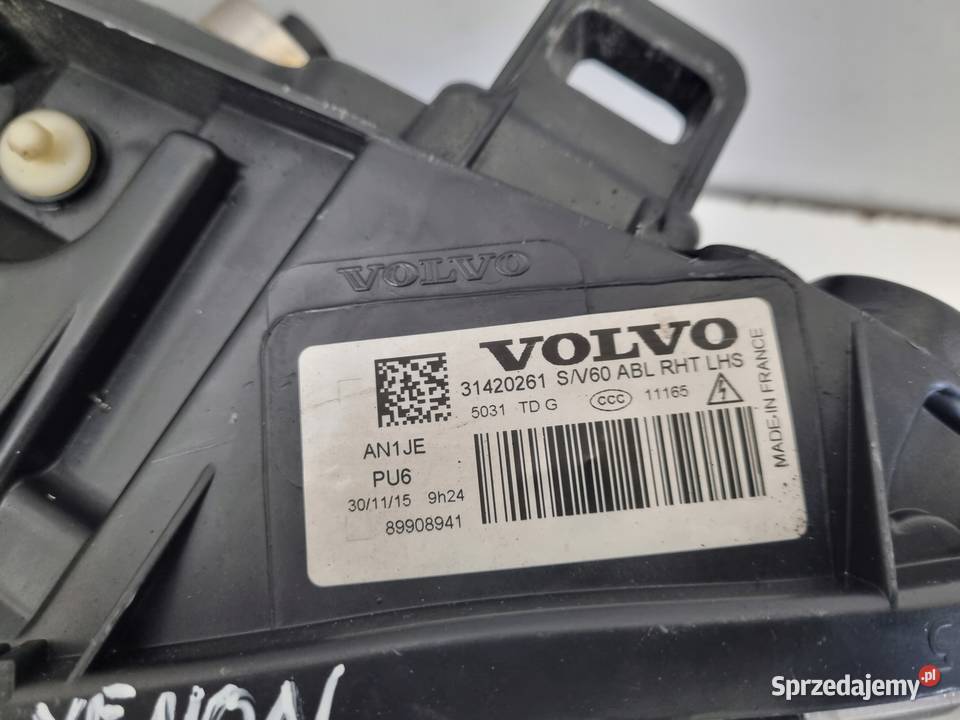 VOLVO
VOLVO
31420261 S/V60 ABL RHT LHS
5031 TD G CCC 11165
MADE IN FRANCE
AN1JE
PU6
30/11/15 9h24
89908941
XENON
Sprzedajemy.pl